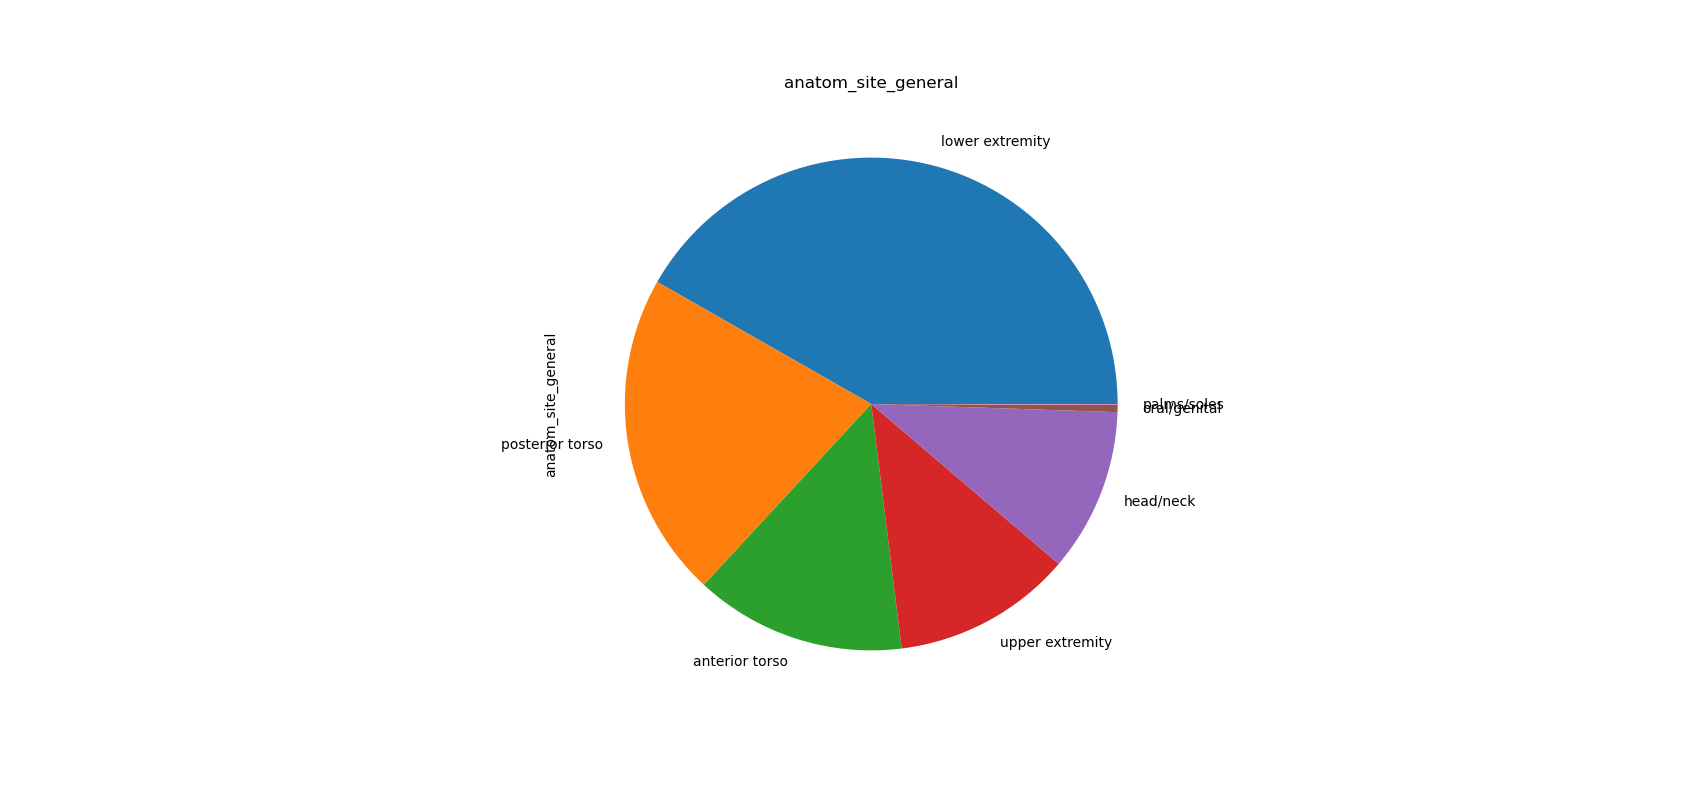 anatom_site_general
lower extremity
palms/soles
oral/genital
anatom_site_general
posterior torso
head/neck
upper extremity
anterior torso